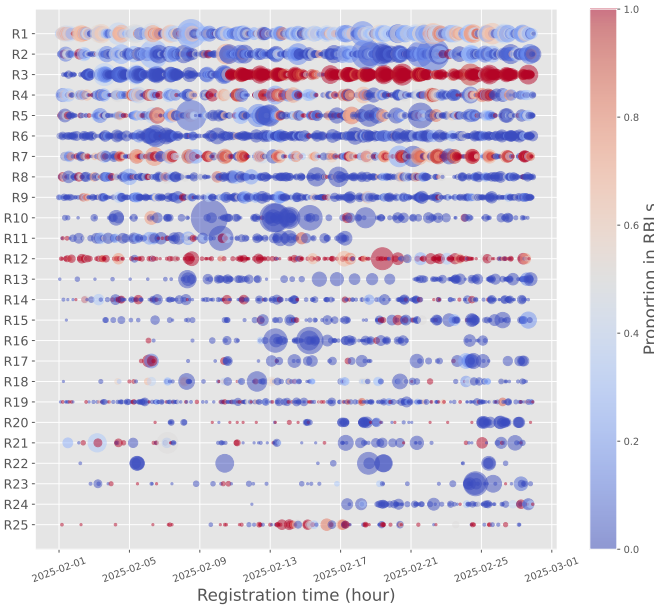 R1
R2
R3
R4
R5
R6
R7
R8
R9
R10
R11
R12
R13
R14
R15
R16
R17
R18
R19
R20
R21
R22
R23
R24
R25
2025-02-01
2025-02-05
2025-02-09
2025-02-13
2025-02-17
2025-02-21
2025-02-25
2025-03-01
Registration time (hour)
1.0
0.8
0.6
0.4
0.2
0.0
Proportion in RBLs